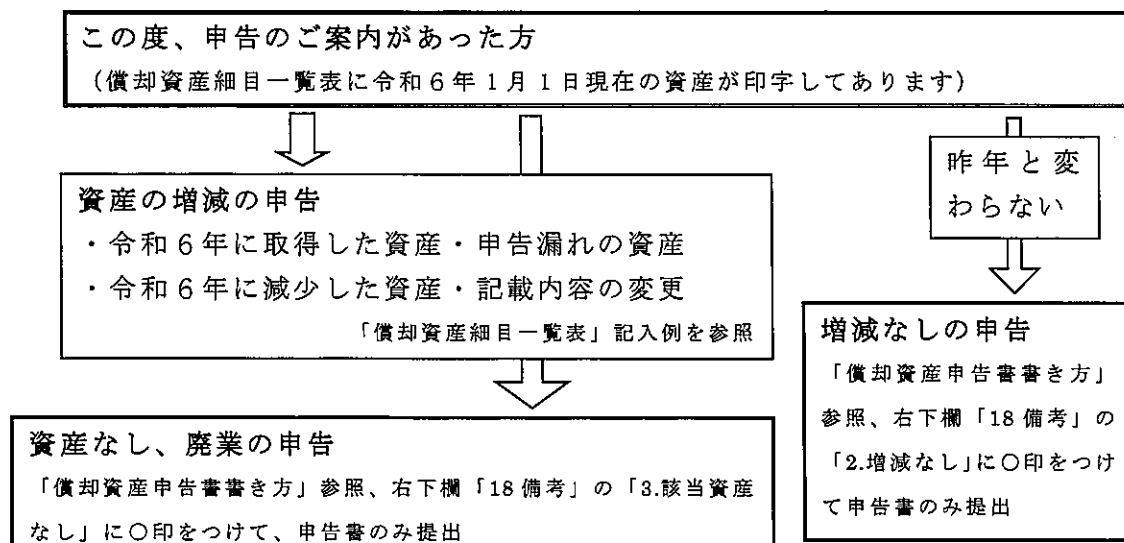 この度、申告のご案内があった方
（償却資産細目一覧表に令和６年１月１日現在の資産が印字してあります）
資産の増減の申告
・令和６年に取得した資産・申告漏れの資産
・令和６年に減少した資産・記載内容の変更
「償却資産細目一覧表」記入例を参照
資産なし、廃業の申告
「償却資産申告書書き方」参照、右下欄「18 備考」の「3.該当資産
なし」に〇印をつけて、申告書のみ提出
昨年と変
わらない
増減なしの申告
「償却資産申告書書き方」
参照、右下欄「18 備考」の
「2.増減なし」に〇印をつけ
て申告書のみ提出